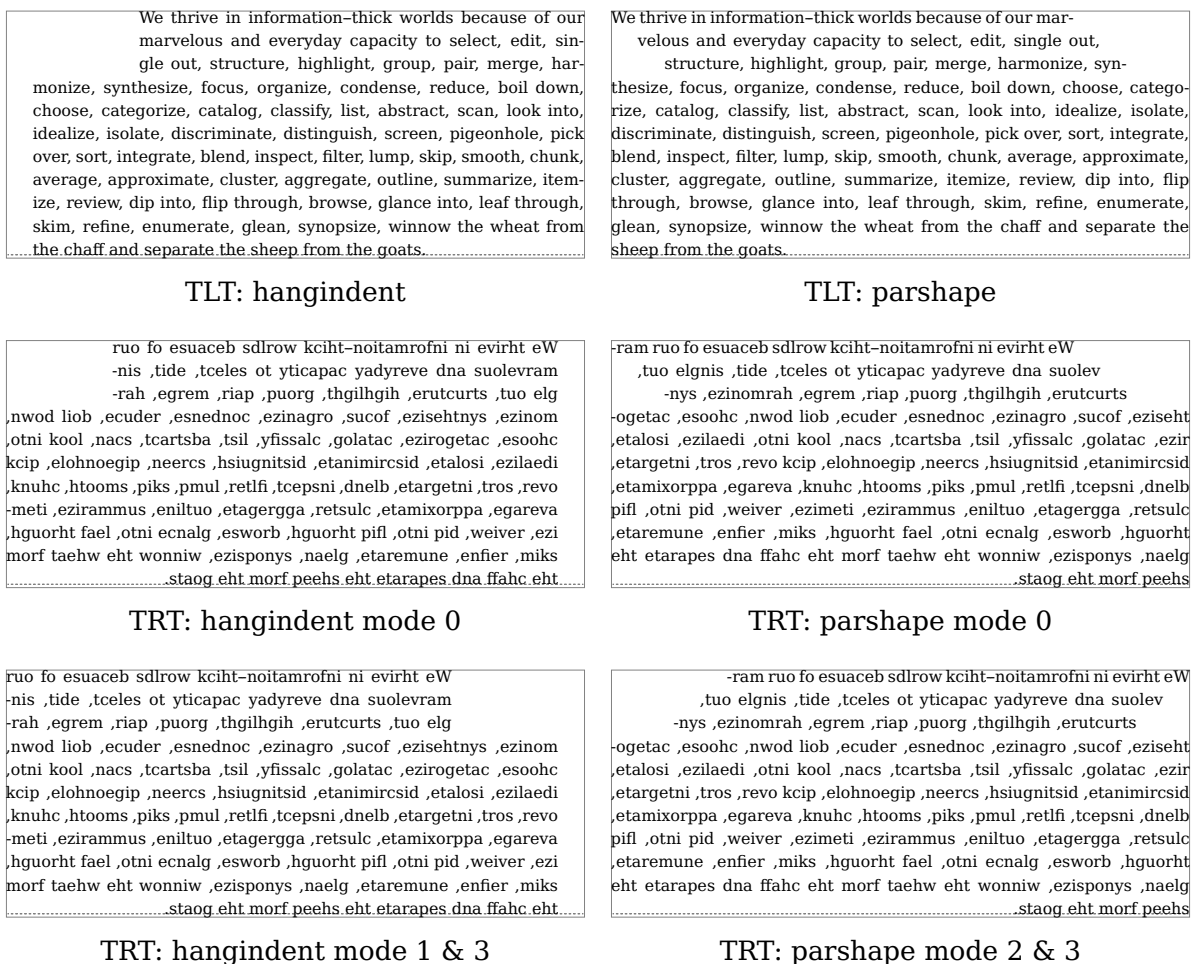 We thrive in information–thick worlds because of our
marvelous and everyday capacity to select, edit, sin-
gle out, structure, highlight, group, pair, merge, har-
monize, synthesize, focus, organize, condense, reduce, boil down,
choose, categorize, catalog, classify, list, abstract, scan, look into,
idealize, isolate, discriminate, distinguish, screen, pigeonhole, pick
over, sort, integrate, blend, inspect, filter, lump, skip, smooth, chunk,
average, approximate, cluster, aggregate, outline, summarize, item-
ize, review, dip into, flip through, browse, glance into, leaf through,
skim, refine, enumerate, glean, synopsize, winnow the wheat from
the chaff and separate the sheep from the goats.
TLT: hangindent
We thrive in information–thick worlds because of our mar-
velous and everyday capacity to select, edit, single out,
structure, highlight, group, pair, merge, harmonize, syn-
thesize, focus, organize, condense, reduce, boil down, choose, catego-
rize, catalog, classify, list, abstract, scan, look into, idealize, isolate,
discriminate, distinguish, screen, pigeonhole, pick over, sort, integrate,
blend, inspect, filter, lump, skip, smooth, chunk, average, approximate,
cluster, aggregate, outline, summarize, itemize, review, dip into, flip
through, browse, glance into, leaf through, skim, refine, enumerate,
glean, synopsize, winnow the wheat from the chaff and separate the
sheep from the goats.
TLT: parshape
ruo fo esuaceb sdlrow kciht–noitamrofni ni evirht eW
-nis ,tide ,tceles ot yticapac yadyreve dna suolevram
-rah ,egrem ,riap ,puorg ,thgilhgih ,erutcurts ,tuo elg
,nwod liob ,ecuder ,esnednoc ,ezinagro ,sucof ,ezisehtnys ,ezinom
,otni kool ,nacs ,tcartsba ,tsil ,yfissalc ,golatac ,ezirogetac ,esoohc
kcip ,elohnoegip ,neercs ,hsiugnitsid ,etanimircsid ,etalosi ,ezilaedi
,knuhc ,htooms ,piks ,pmul ,retlfi ,tcepsni ,dnelb ,etargetni ,tros ,revo
-meti ,ezirammus ,eniltuo ,etagergga ,retsulc ,etamixorppa ,egareva
,hguorht fael ,otni ecnalg ,esworb ,hguorht pifl ,otni pid ,weiver ,ezi
morf taehw eht wonniw ,ezisponys ,naelg ,etaremune ,enfier ,miks
.staog eht morf peehs eht etarapes dna ffahc eht
TRT: hangindent mode 0
-ram ruo fo esuaceb sdlrow kciht–noitamrofni ni evirht eW
,tuo elgnis ,tide ,tceles ot yticapac yadyreve dna suolev
-nys ,ezinomrah ,egrem ,riap ,puorg ,thgilhgih ,erutcurts
-ogetac ,esoohc ,nwod liob ,ecuder ,esnednoc ,ezinagro ,sucof ,eziseht
,etalosi ,ezilaedi ,otni kool ,nacs ,tcartsba ,tsil ,yfissalc ,golatac ,ezir
,etargetni ,tros ,revo kcip ,elohnoegip ,neercs ,hsiugnitsid ,etanimircsid
,etamixorppa ,egareva ,knuhc ,htooms ,piks ,pmul ,retlfi ,tcepsni ,dnelb
pifl ,otni pid ,weiver ,ezimeti ,ezirammus ,eniltuo ,etagergga ,retsulc
,etaremune ,enfier ,miks ,hguorht fael ,otni ecnalg ,esworb ,hguorht
eht etarapes dna ffahc eht morf taehw eht wonniw ,ezisponys ,naelg
.staog eht morf peehs
TRT: parshape mode 0
ruo fo esuaceb sdlrow kciht–noitamrofni ni evirht eW
-nis ,tide ,tceles ot yticapac yadyreve dna suolevram
-rah ,egrem ,riap ,puorg ,thgilhgih ,erutcurts ,tuo elg
,nwod liob ,ecuder ,esnednoc ,ezinagro ,sucof ,ezisehtnys ,ezinom
,otni kool ,nacs ,tcartsba ,tsil ,yfissalc ,golatac ,ezirogetac ,esoohc
kcip ,elohnoegip ,neercs ,hsiugnitsid ,etanimircsid ,etalosi ,ezilaedi
,knuhc ,htooms ,piks ,pmul ,retlfi ,tcepsni ,dnelb ,etargetni ,tros ,revo
-meti ,ezirammus ,eniltuo ,etagergga ,retsulc ,etamixorppa ,egareva
,hguorht fael ,otni ecnalg ,esworb ,hguorht pifl ,otni pid ,weiver ,ezi
morf taehw eht wonniw ,ezisponys ,naelg ,etaremune ,enfier ,miks
.staog eht morf peehs eht etarapes dna ffahc eht
TRT: hangindent mode 1 & 3
-ram ruo fo esuaceb sdlrow kciht–noitamrofni ni evirht eW
,tuo elgnis ,tide ,tceles ot yticapac yadyreve dna suolev
-nys ,ezinomrah ,egrem ,riap ,puorg ,thgilhgih ,erutcurts
-ogetac ,esoohc ,nwod liob ,ecuder ,esnednoc ,ezinagro ,sucof ,eziseht
,etalosi ,ezilaedi ,otni kool ,nacs ,tcartsba ,tsil ,yfissalc ,golatac ,ezir
,etargetni ,tros ,revo kcip ,elohnoegip ,neercs ,hsiugnitsid ,etanimircsid
,etamixorppa ,egareva ,knuhc ,htooms ,piks ,pmul ,retlfi ,tcepsni ,dnelb
pifl ,otni pid ,weiver ,ezimeti ,ezirammus ,eniltuo ,etagergga ,retsulc
,etaremune ,enfier ,miks ,hguorht fael ,otni ecnalg ,esworb ,hguorht
eht etarapes dna ffahc eht morf taehw eht wonniw ,ezisponys ,naelg
.staog eht morf peehs
TRT: parshape mode 2 & 3